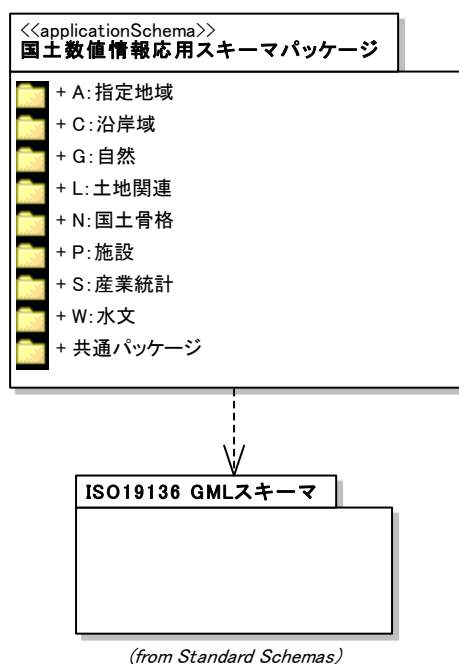 <<applicationSchema>>
国土数値情報応用スキーマパッケージ
+ A:指定地域
+ C:沿岸域
+ G:自然
+ L:土地関連
+ N:国土骨格
+ P:施設
+ S:産業統計
+ W:水文
+ 共通パッケージ
ISO19136 GMLスキーマ
(from Standard Schemas)